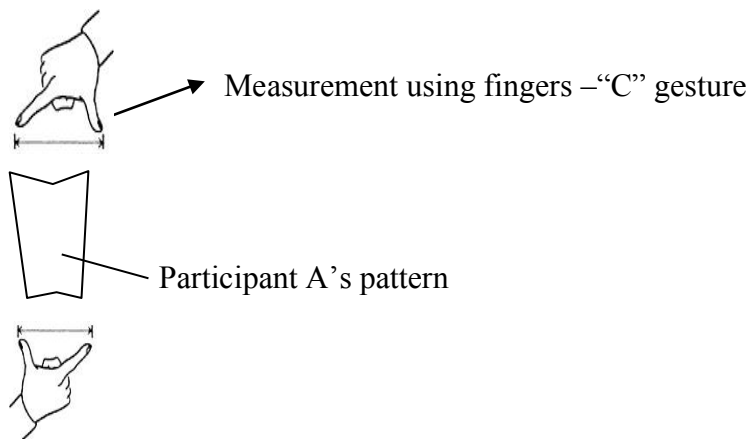 Measurement using fingers –“C” gesture
Participant A’s pattern